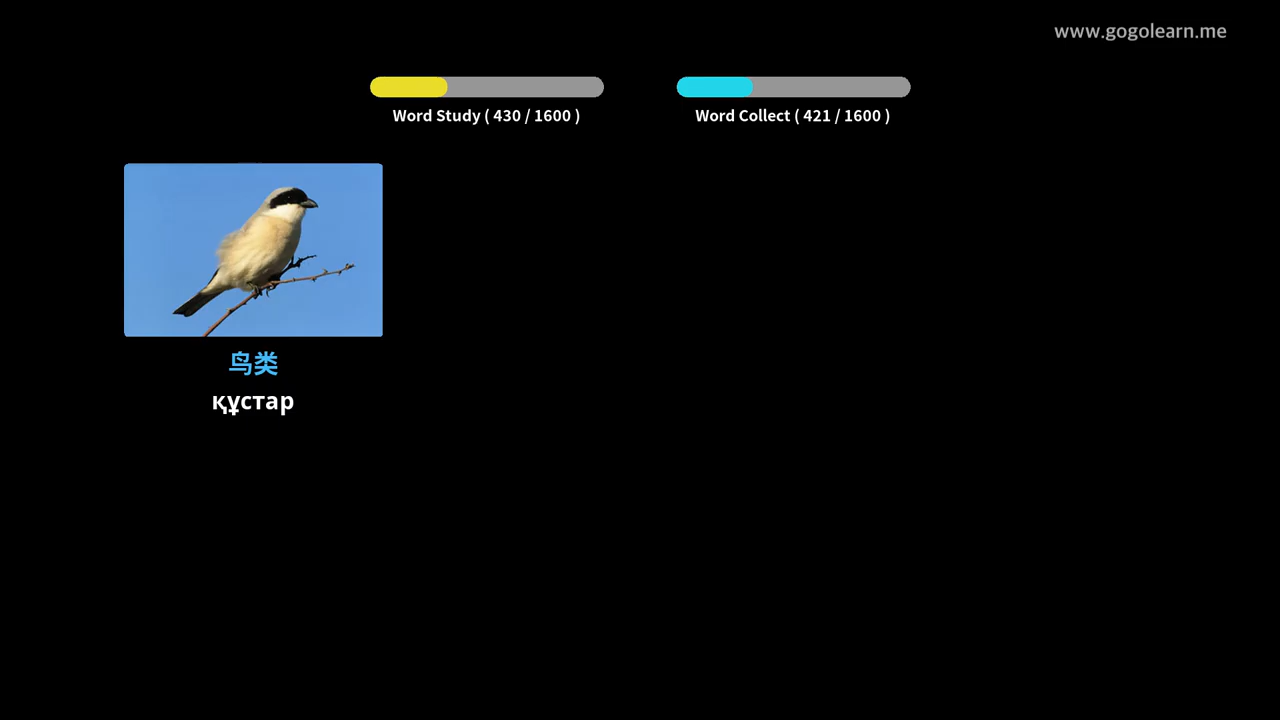 www.gogolearn.me
Word Study ( 430 / 1600 )
Word Collect ( 421 / 1600 )
鸟类
құстар